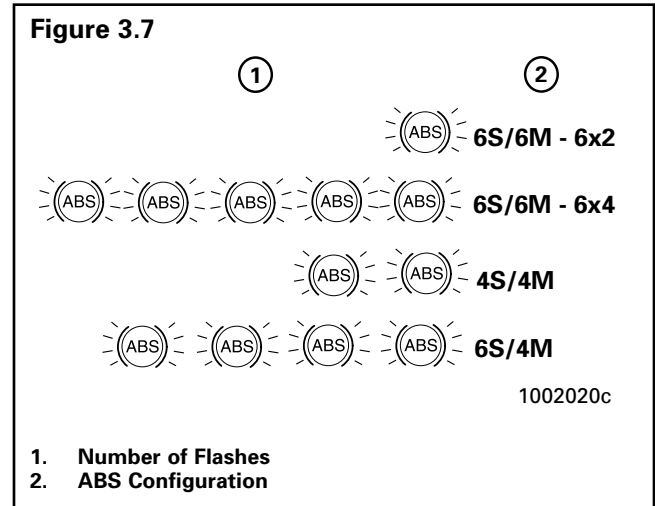 Figure 3.7
1 2
ABS 6S/6M - 6x2
ABS ABS ABS ABS ABS 6S/6M - 6x4
ABS ABS 4S/4M
ABS ABS ABS ABS 6S/4M
1002020c
1. Number of Flashes
2. ABS Configuration